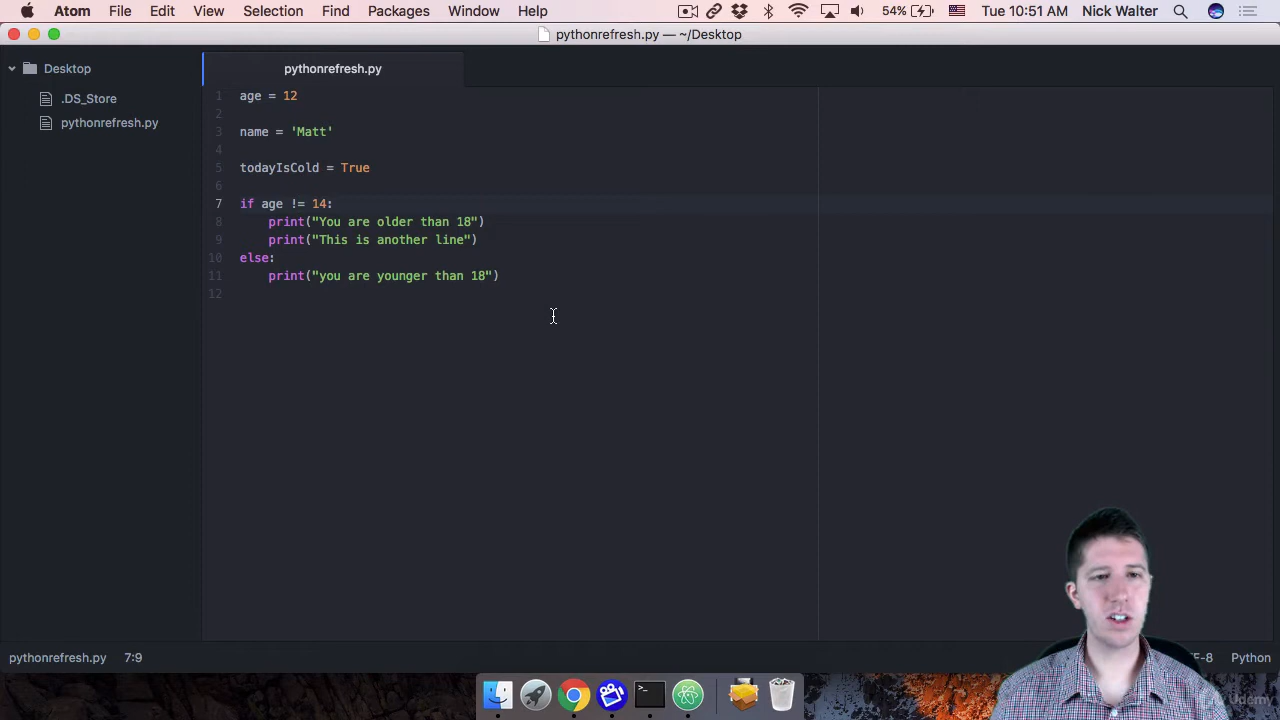 Atom File Edit View Selection Find Packages Window Help 54% Tue 10:51 AM Nick Walter
pythonrefresh.py — ~/Desktop
Desktop
.DS_Store
pythonrefresh.py
pythonrefresh.py
1 age = 12
2
3 name = 'Matt'
4
5 todayIsCold = True
6
7 if age != 14:
8 print("You are older than 18")
9 print("This is another line")
10 else:
11 print("you are younger than 18")
12
pythonrefresh.py 7:9
F-8 Python
Udemy